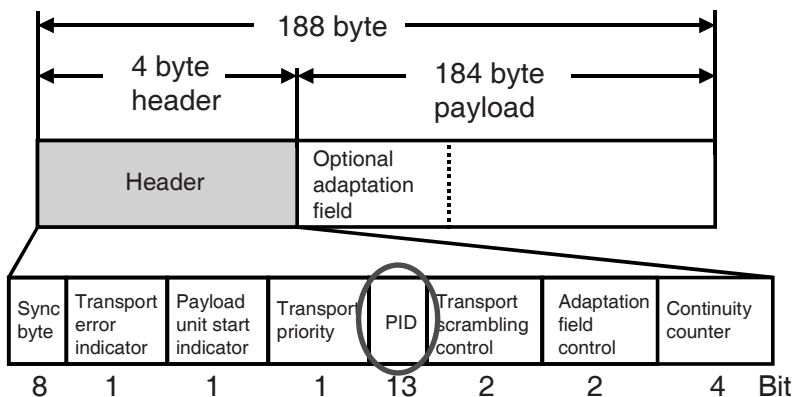 188 byte
4 byte
header
184 byte
payload
Header
Optional
adaptation
field
Sync
byte
Transport
error
indicator
Payload
unit start
indicator
Transport
priority
PID
Transport
scrambling
control
Adaptation
field
control
Continuity
counter
8 1 1 1 13 2 2 4 Bit